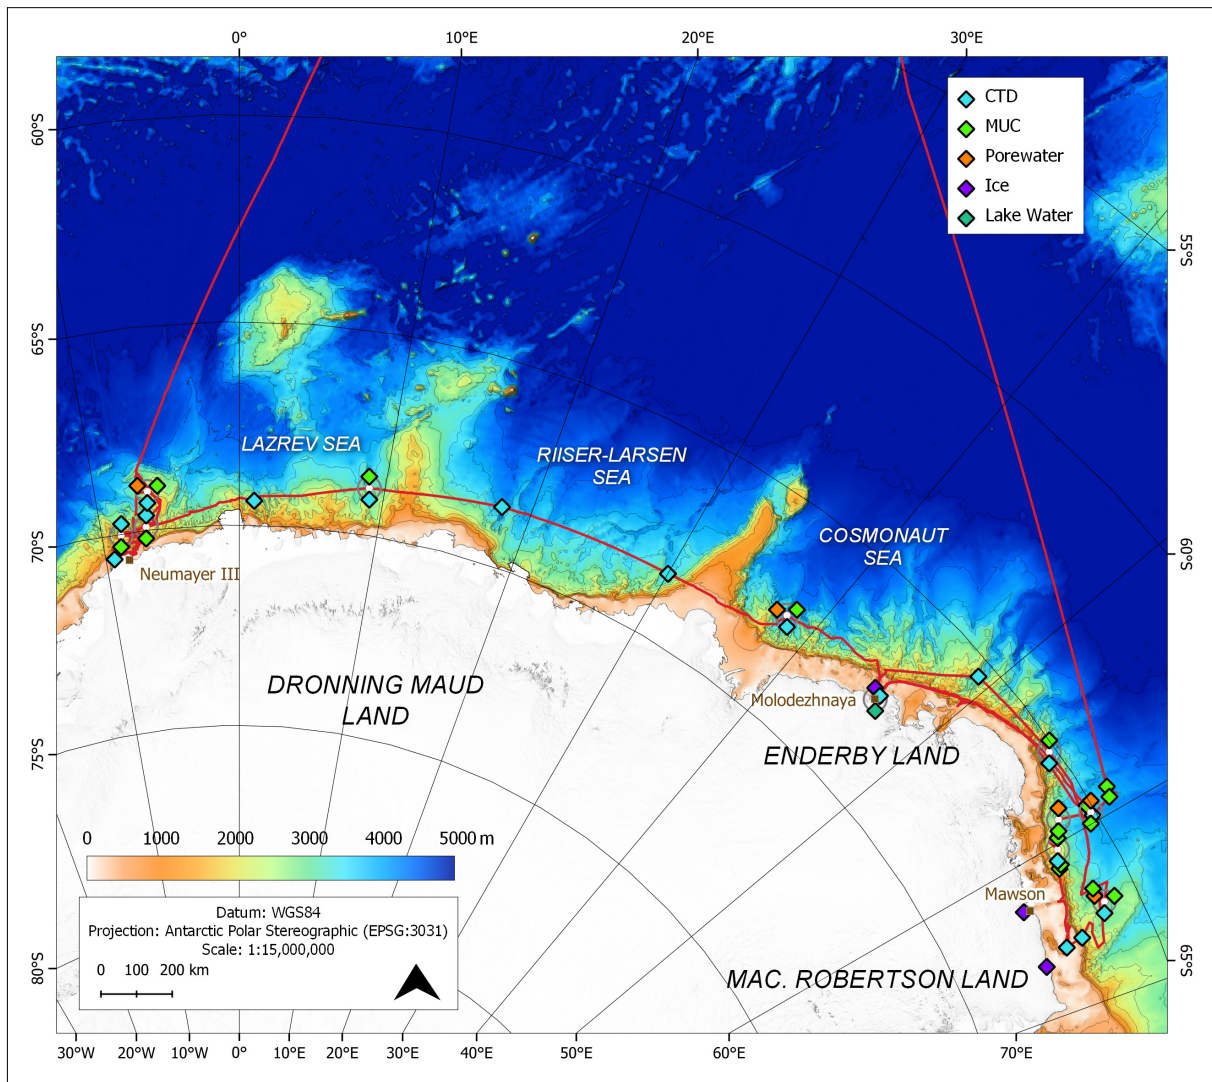 0°
10°E
20°E
30°E
CTD
MUC
Porewater
Ice
Lake Water
60°S
55°S
65°S
LAZREV SEA
RIISER-LARSEN
SEA
COSMONAUT
SEA
70°S
60°S
Neumayer III
DRONNING MAUD
LAND
Molodezhnaya
ENDERBY LAND
75°S
0 1000 2000 3000 4000 5000 m
Mawson
Datum: WGS84
Projection: Antarctic Polar Stereographic (EPSG:3031)
Scale: 1:15,000,000
0 100 200 km
MAC. ROBERTSON LAND
80°S
65°S
30°W 20°W 10°W 0° 10°E 20°E 30°E 40°E 50°E 60°E 70°E